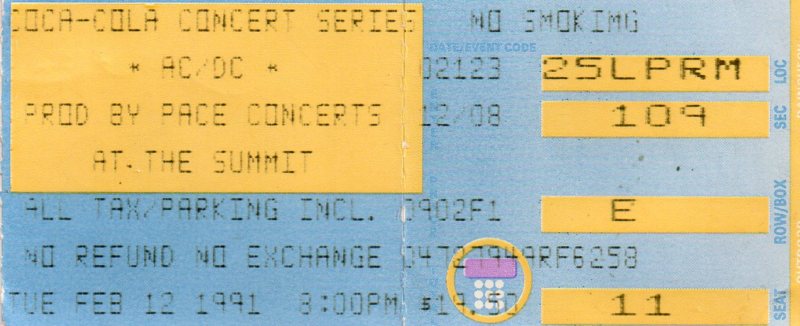 COCA-COLA CONCERT SERIES NO SMOKING
DATE/EVENT CODE
* AC/DC * 02123 25LPRM LOC
PROD BY PACE CONCERTS 12/08 109 SEC
AT THE SUMMIT
ALL TAX/PARKING INCL. 0902F1 E ROW/BOX
NO REFUND NO EXCHANGE
TUE FEB 12 1991 8:00PM $19.50 11 SEAT